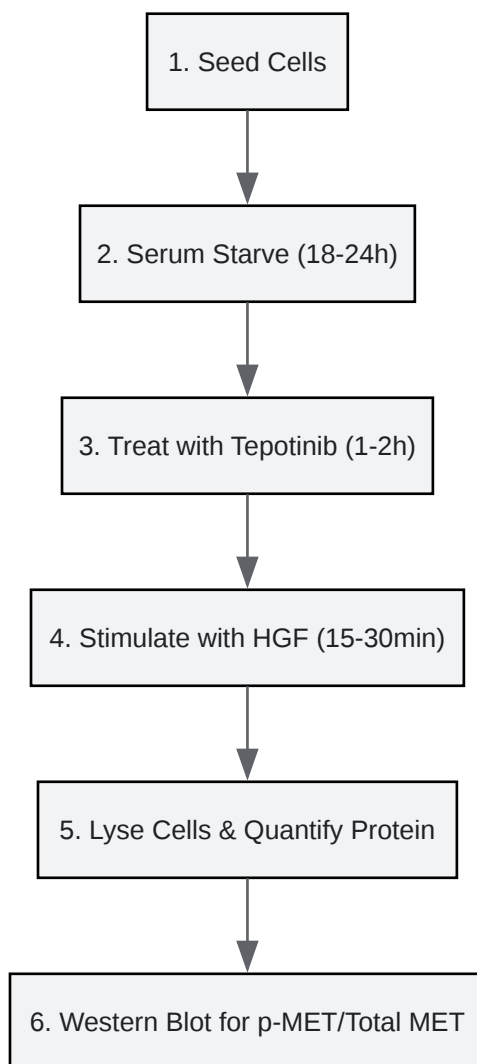 1. Seed Cells
2. Serum Starve (18-24h)
3. Treat with Tepotinib (1-2h)
4. Stimulate with HGF (15-30min)
5. Lyse Cells & Quantify Protein
6. Western Blot for p-MET/Total MET